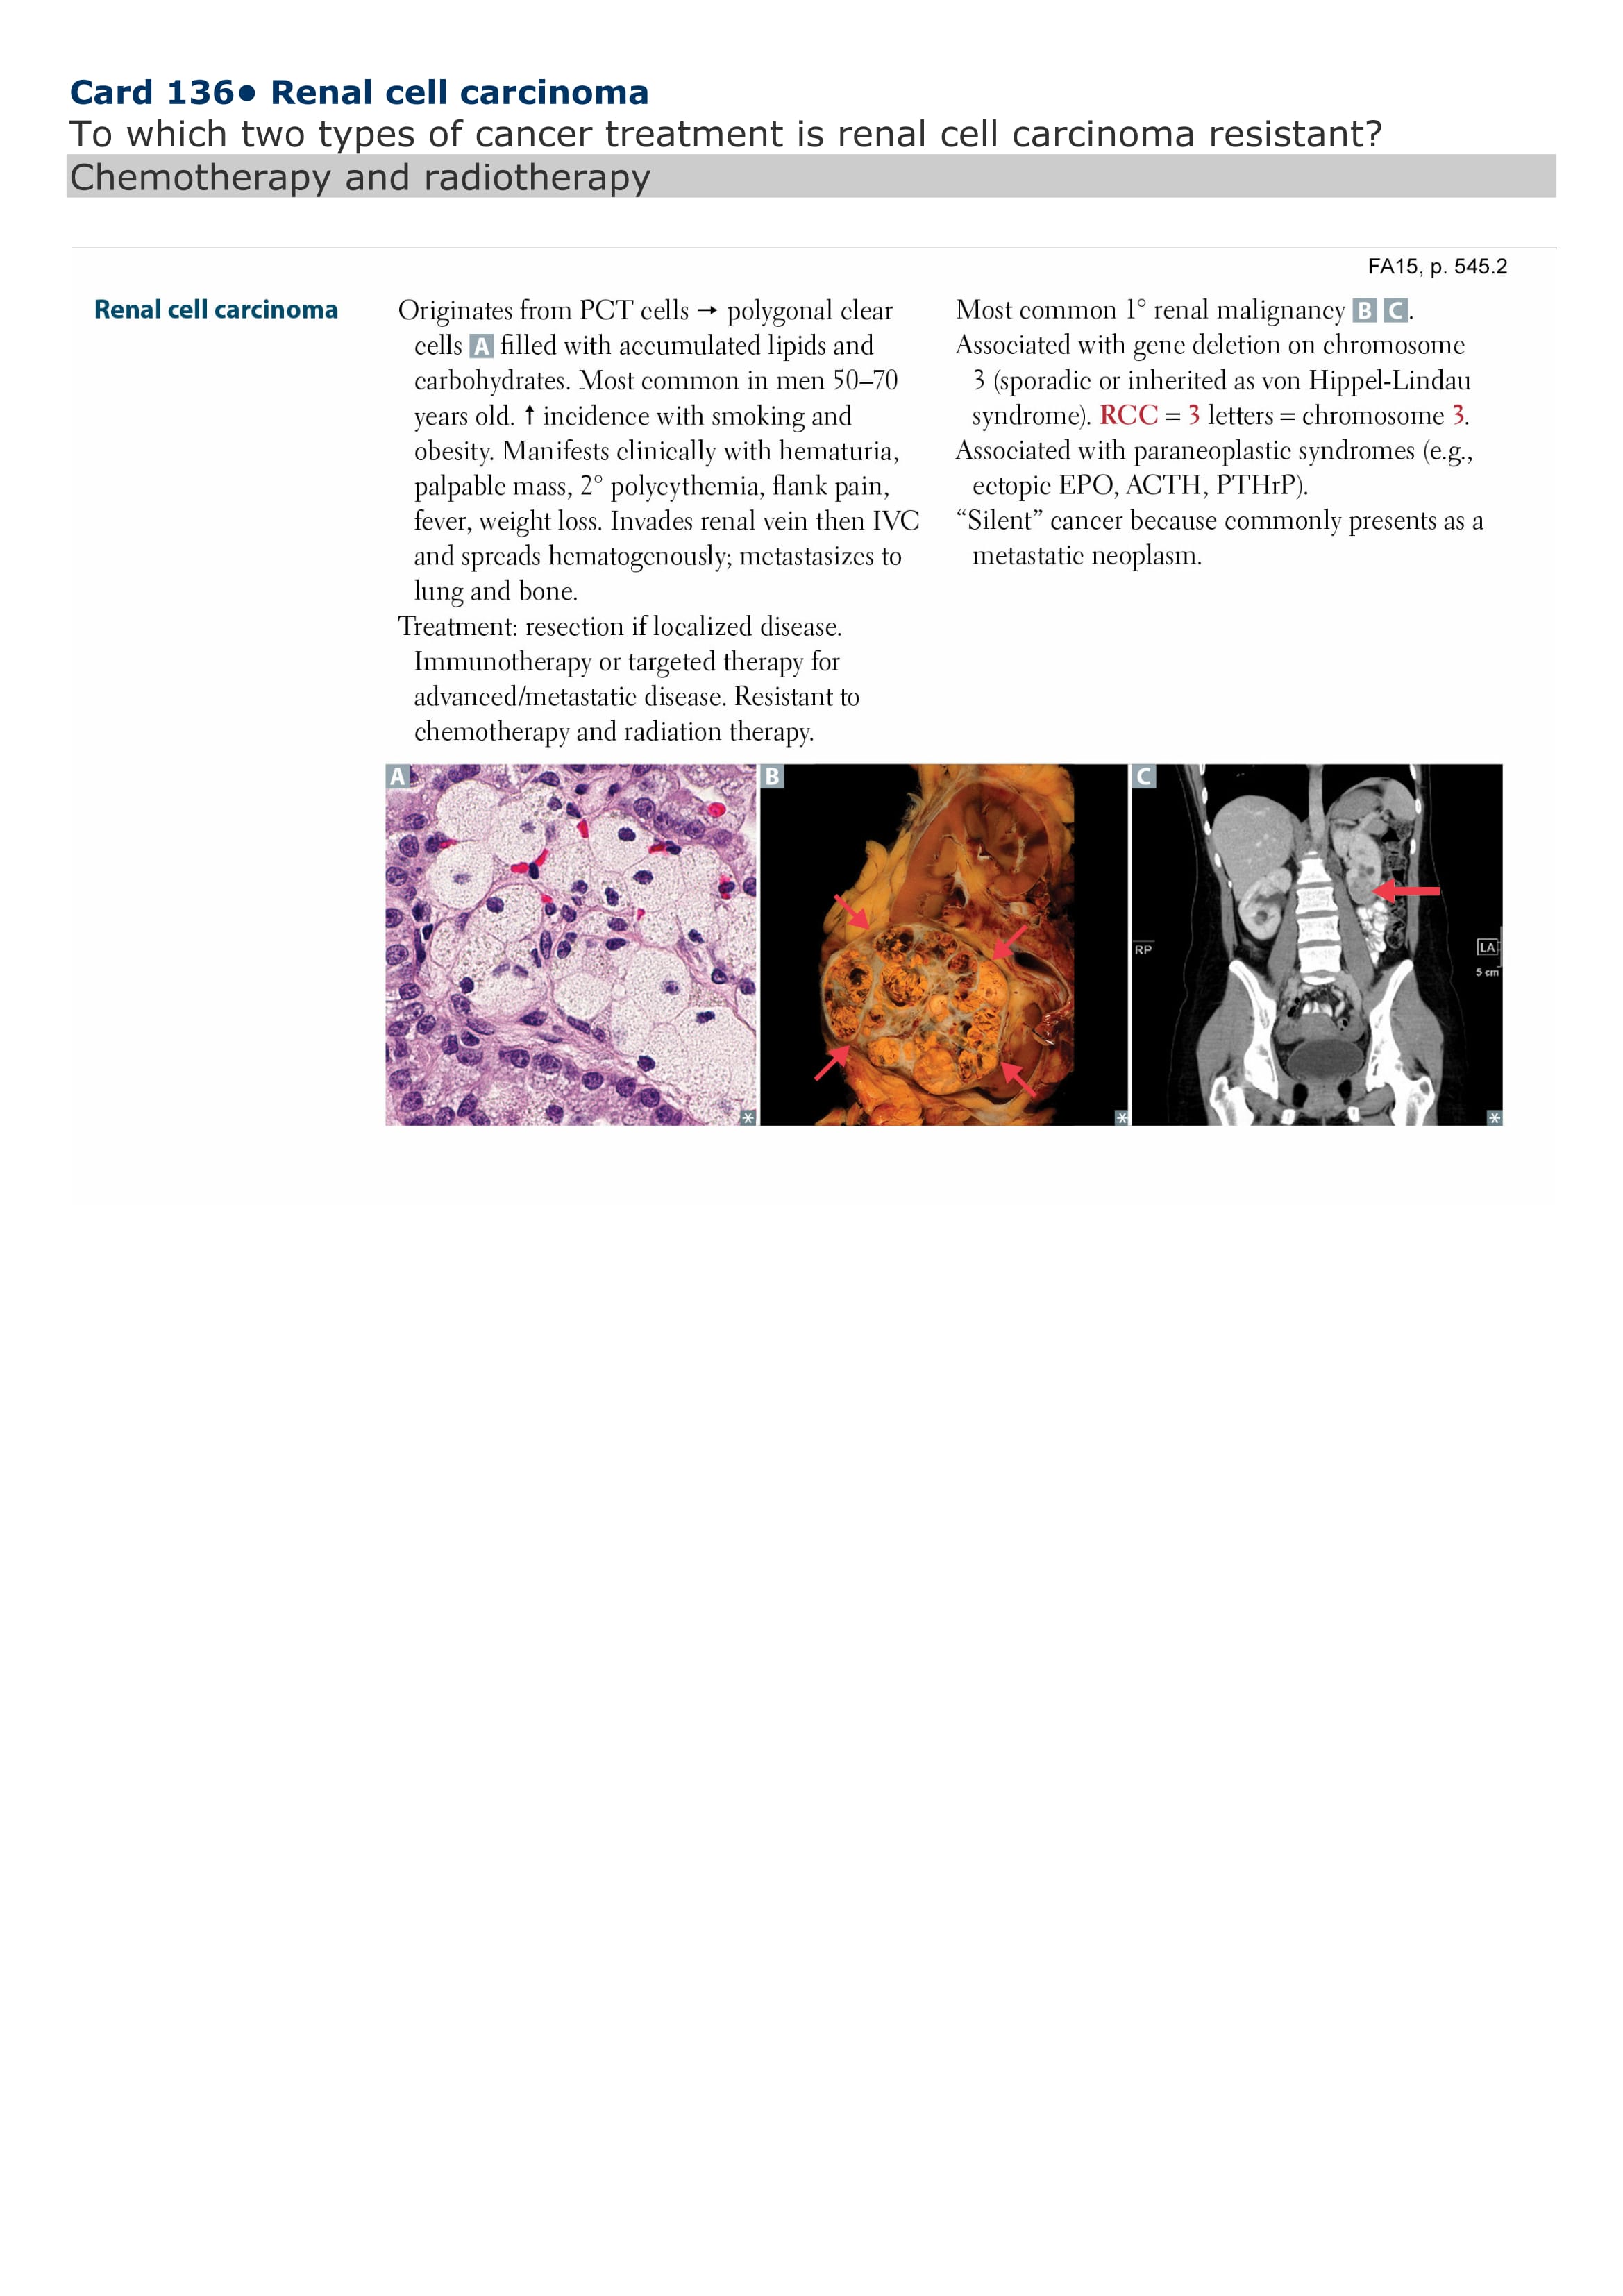 Card 136• Renal cell carcinoma
To which two types of cancer treatment is renal cell carcinoma resistant?
Chemotherapy and radiotherapy
FA15, p. 545.2
Renal cell carcinoma
Originates from PCT cells → polygonal clear
cells A filled with accumulated lipids and
carbohydrates. Most common in men 50–70
years old. ↑ incidence with smoking and
obesity. Manifests clinically with hematuria,
palpable mass, 2° polycythemia, flank pain,
fever, weight loss. Invades renal vein then IVC
and spreads hematogenously; metastasizes to
lung and bone.
Treatment: resection if localized disease.
Immunotherapy or targeted therapy for
advanced/metastatic disease. Resistant to
chemotherapy and radiation therapy.
Most common 1° renal malignancy B C.
Associated with gene deletion on chromosome
3 (sporadic or inherited as von Hippel-Lindau
syndrome). RCC = 3 letters = chromosome 3.
Associated with paraneoplastic syndromes (e.g.,
ectopic EPO, ACTH, PTHrP).
“Silent” cancer because commonly presents as a
metastatic neoplasm.
A
B
C
RP
LA
5 cm
*
*
*